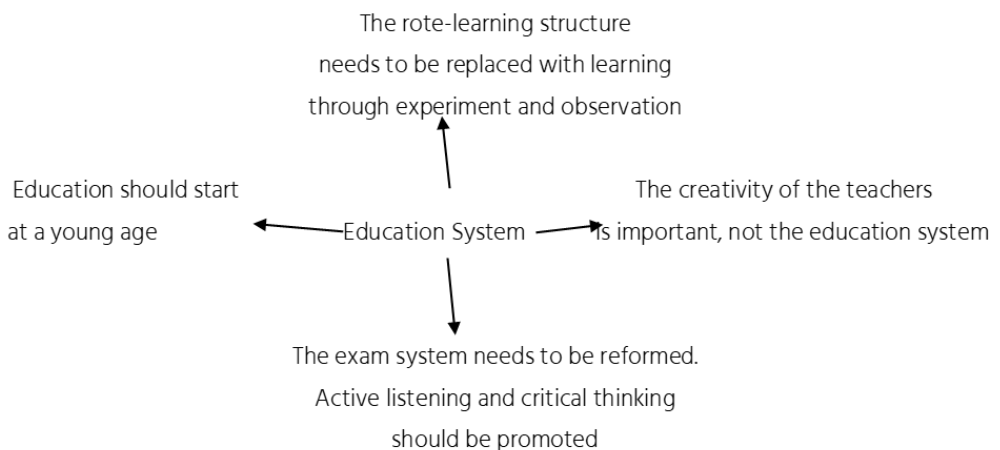 The rote-learning structure
needs to be replaced with learning
through experiment and observation
Education should start
at a young age
Education System
The creativity of the teachers
is important, not the education system
The exam system needs to be reformed.
Active listening and critical thinking
should be promoted